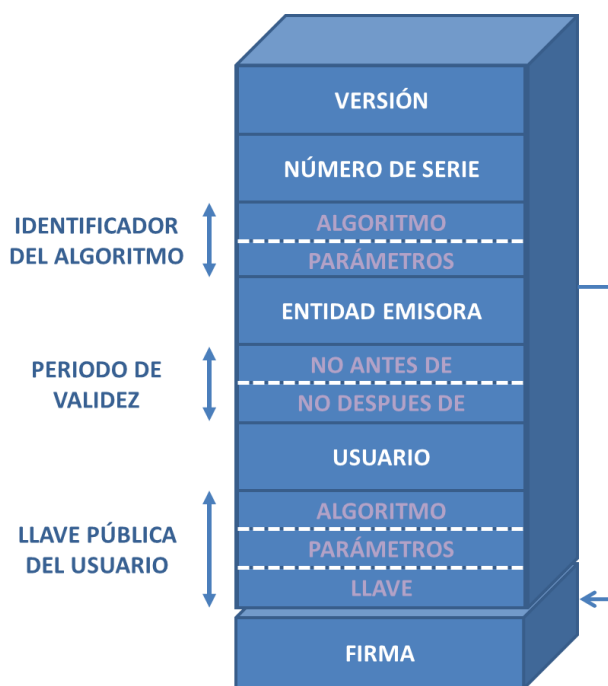 VERSIÓN
NÚMERO DE SERIE
IDENTIFICADOR
DEL ALGORITMO
ALGORITMO
PARÁMETROS
ENTIDAD EMISORA
PERIODO DE
VALIDEZ
NO ANTES DE
NO DESPUES DE
USUARIO
LLAVE PÚBLICA
DEL USUARIO
ALGORITMO
PARÁMETROS
LLAVE
FIRMA